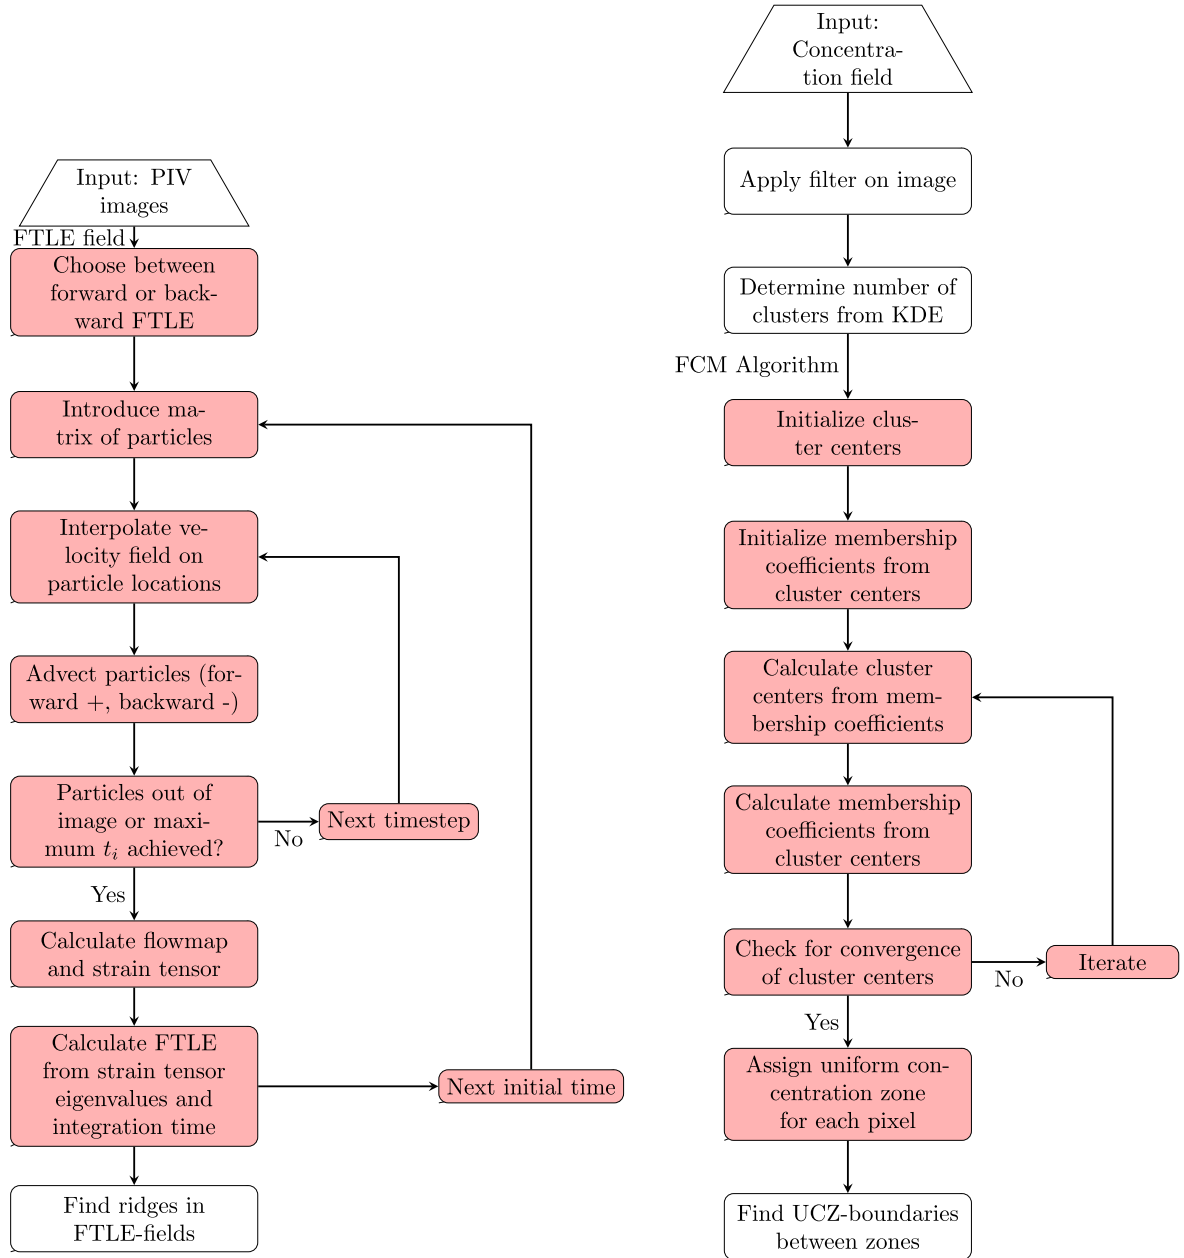 Input: PIV
images
FTLE field
Choose between
forward or back-
ward FTLE
Introduce ma-
trix of particles
Interpolate ve-
locity field on
particle locations
Advect particles (for-
ward +, backward -)
Particles out of
image or maxi-
mum t_i achieved?
No
Next timestep
Yes
Calculate flowmap
and strain tensor
Calculate FTLE
from strain tensor
eigenvalues and
integration time
Next initial time
Find ridges in
FTLE-fields
Input:
Concentra-
tion field
Apply filter on image
Determine number of
clusters from KDE
FCM Algorithm
Initialize clus-
ter centers
Initialize membership
coefficients from
cluster centers
Calculate cluster
centers from mem-
bership coefficients
Calculate membership
coefficients from
cluster centers
Check for convergence
of cluster centers
No
Iterate
Yes
Assign uniform con-
centration zone
for each pixel
Find UCZ-boundaries
between zones